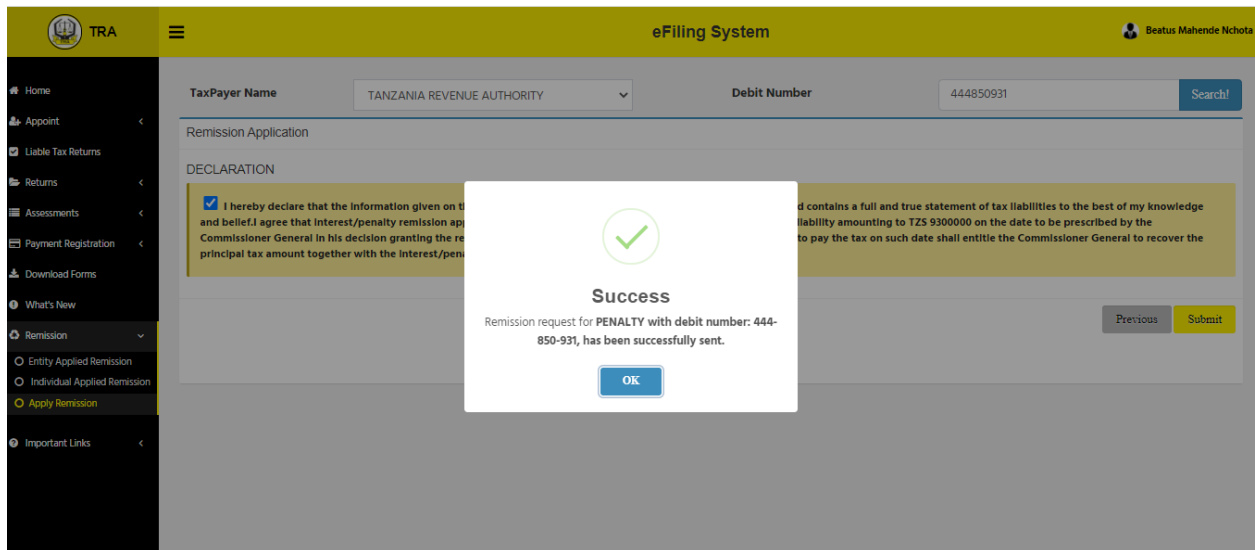 TRA
eFiling System
Beatus Mahende Nchota
Home
Appoint
Liable Tax Returns
Returns
Assessments
Payment Registration
Download Forms
What's New
Remission
Entity Applied Remission
Individual Applied Remission
Apply Remission
Important Links
TaxPayer Name
TANZANIA REVENUE AUTHORITY
Debit Number
444850931
Search!
Remission Application
DECLARATION
I hereby declare that the information given on d contains a full and true statement of tax liabilities to the best of my knowledge
and belief.I agree that interest/penalty remission liability amounting to TZS 9300000 on the date to be prescribed by the
Commissioner General in his decision granting the to pay the tax on such date shall entitle the Commissioner General to recover the
principal tax amount together with the
Success
Remission request for PENALTY with debit number: 444-
850-931, has been successfully sent.
OK
Previous
Submit